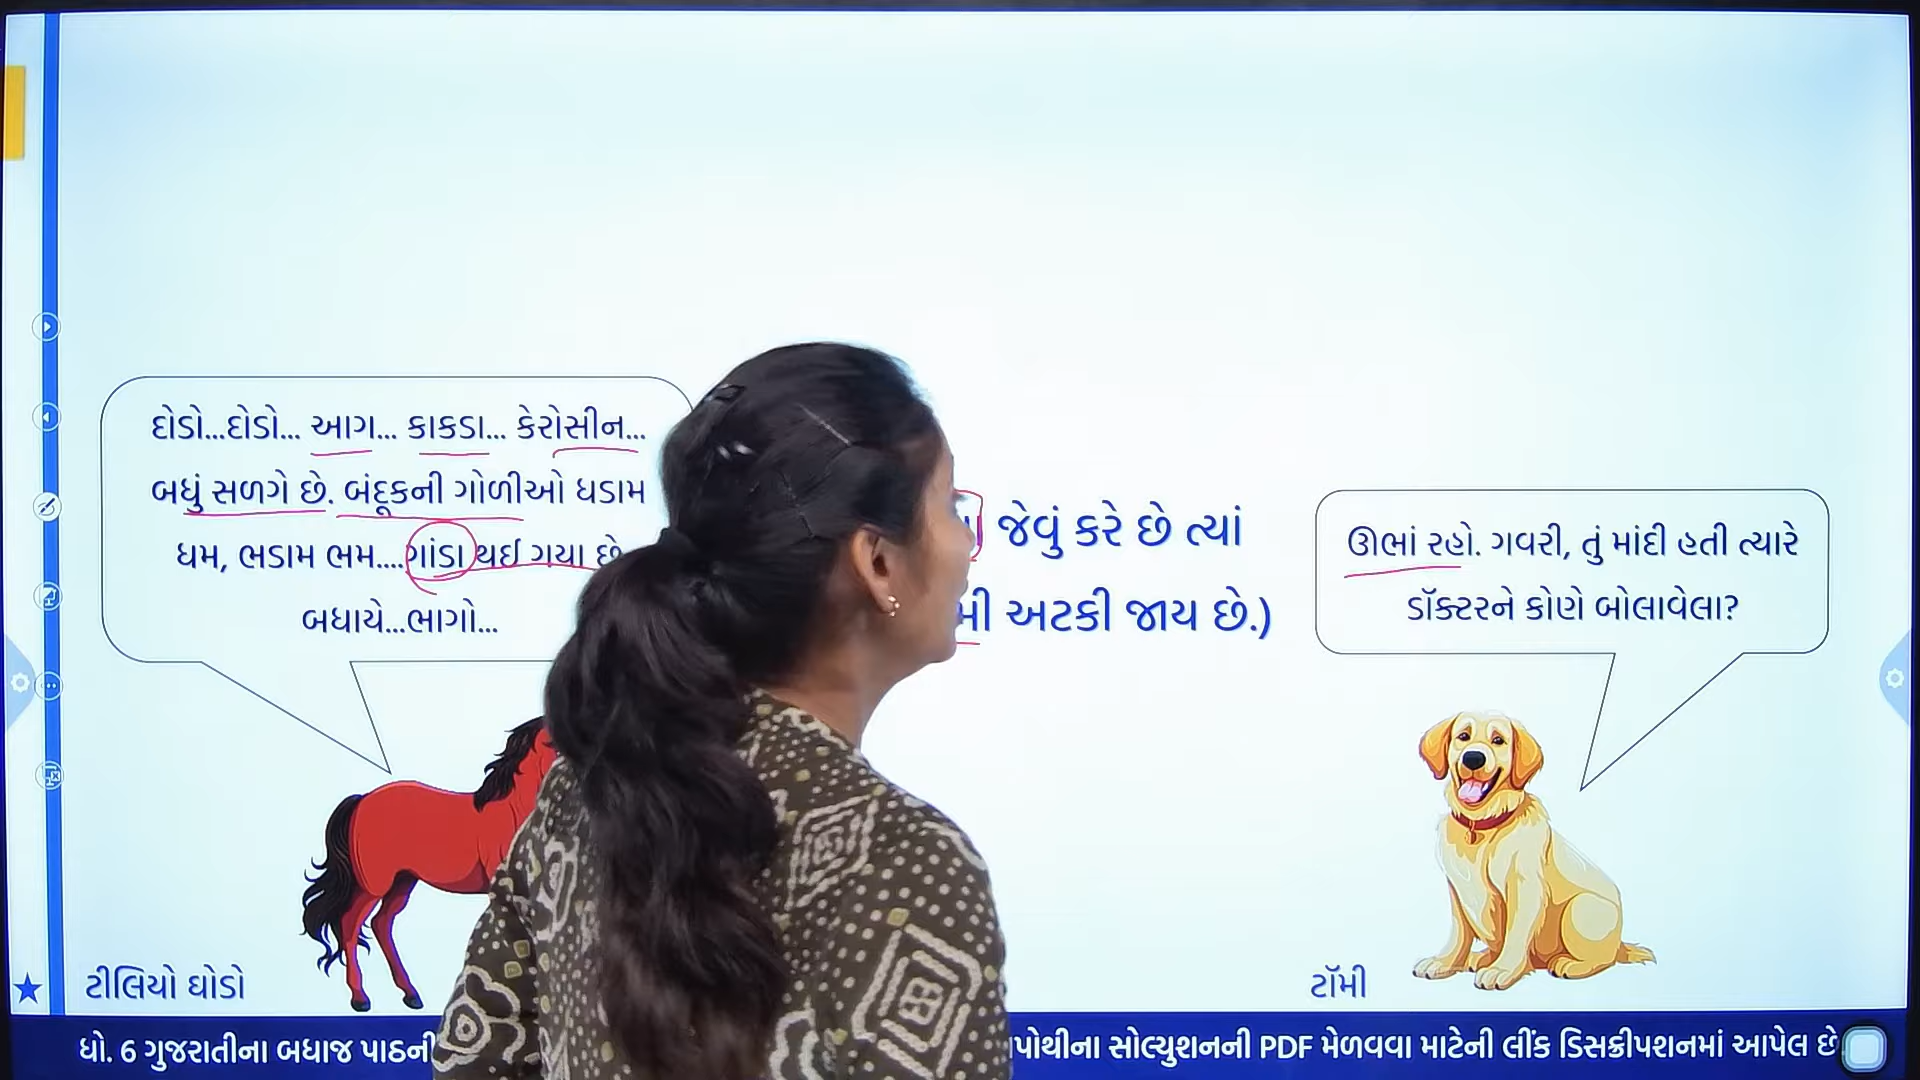 દોડો...દોડો... આગ... કાકડા... કેરોસીન...
બધું સળગે છે. બંદૂકની ગોળીઓ ધડામ
ધમ, ભડામ ભમ....ગાંડા થઈ ગયા છે
બધાયે...ભાગો...
જેવું કરે છે ત્યાં
અટકી જાય છે.)
ઊભાં રહો. ગવરી, તું માંદી હતી ત્યારે
ડૉક્ટરને કોણે બોલાવેલા?
ટીલિયો ઘોડો
ટૉમી
ધો. 6 ગુજરાતીના બધાજ પાઠની
સોલ્યુશનની PDF મેળવવા માટેની લીંક ડિસક્રીપશનમાં આપેલ છે